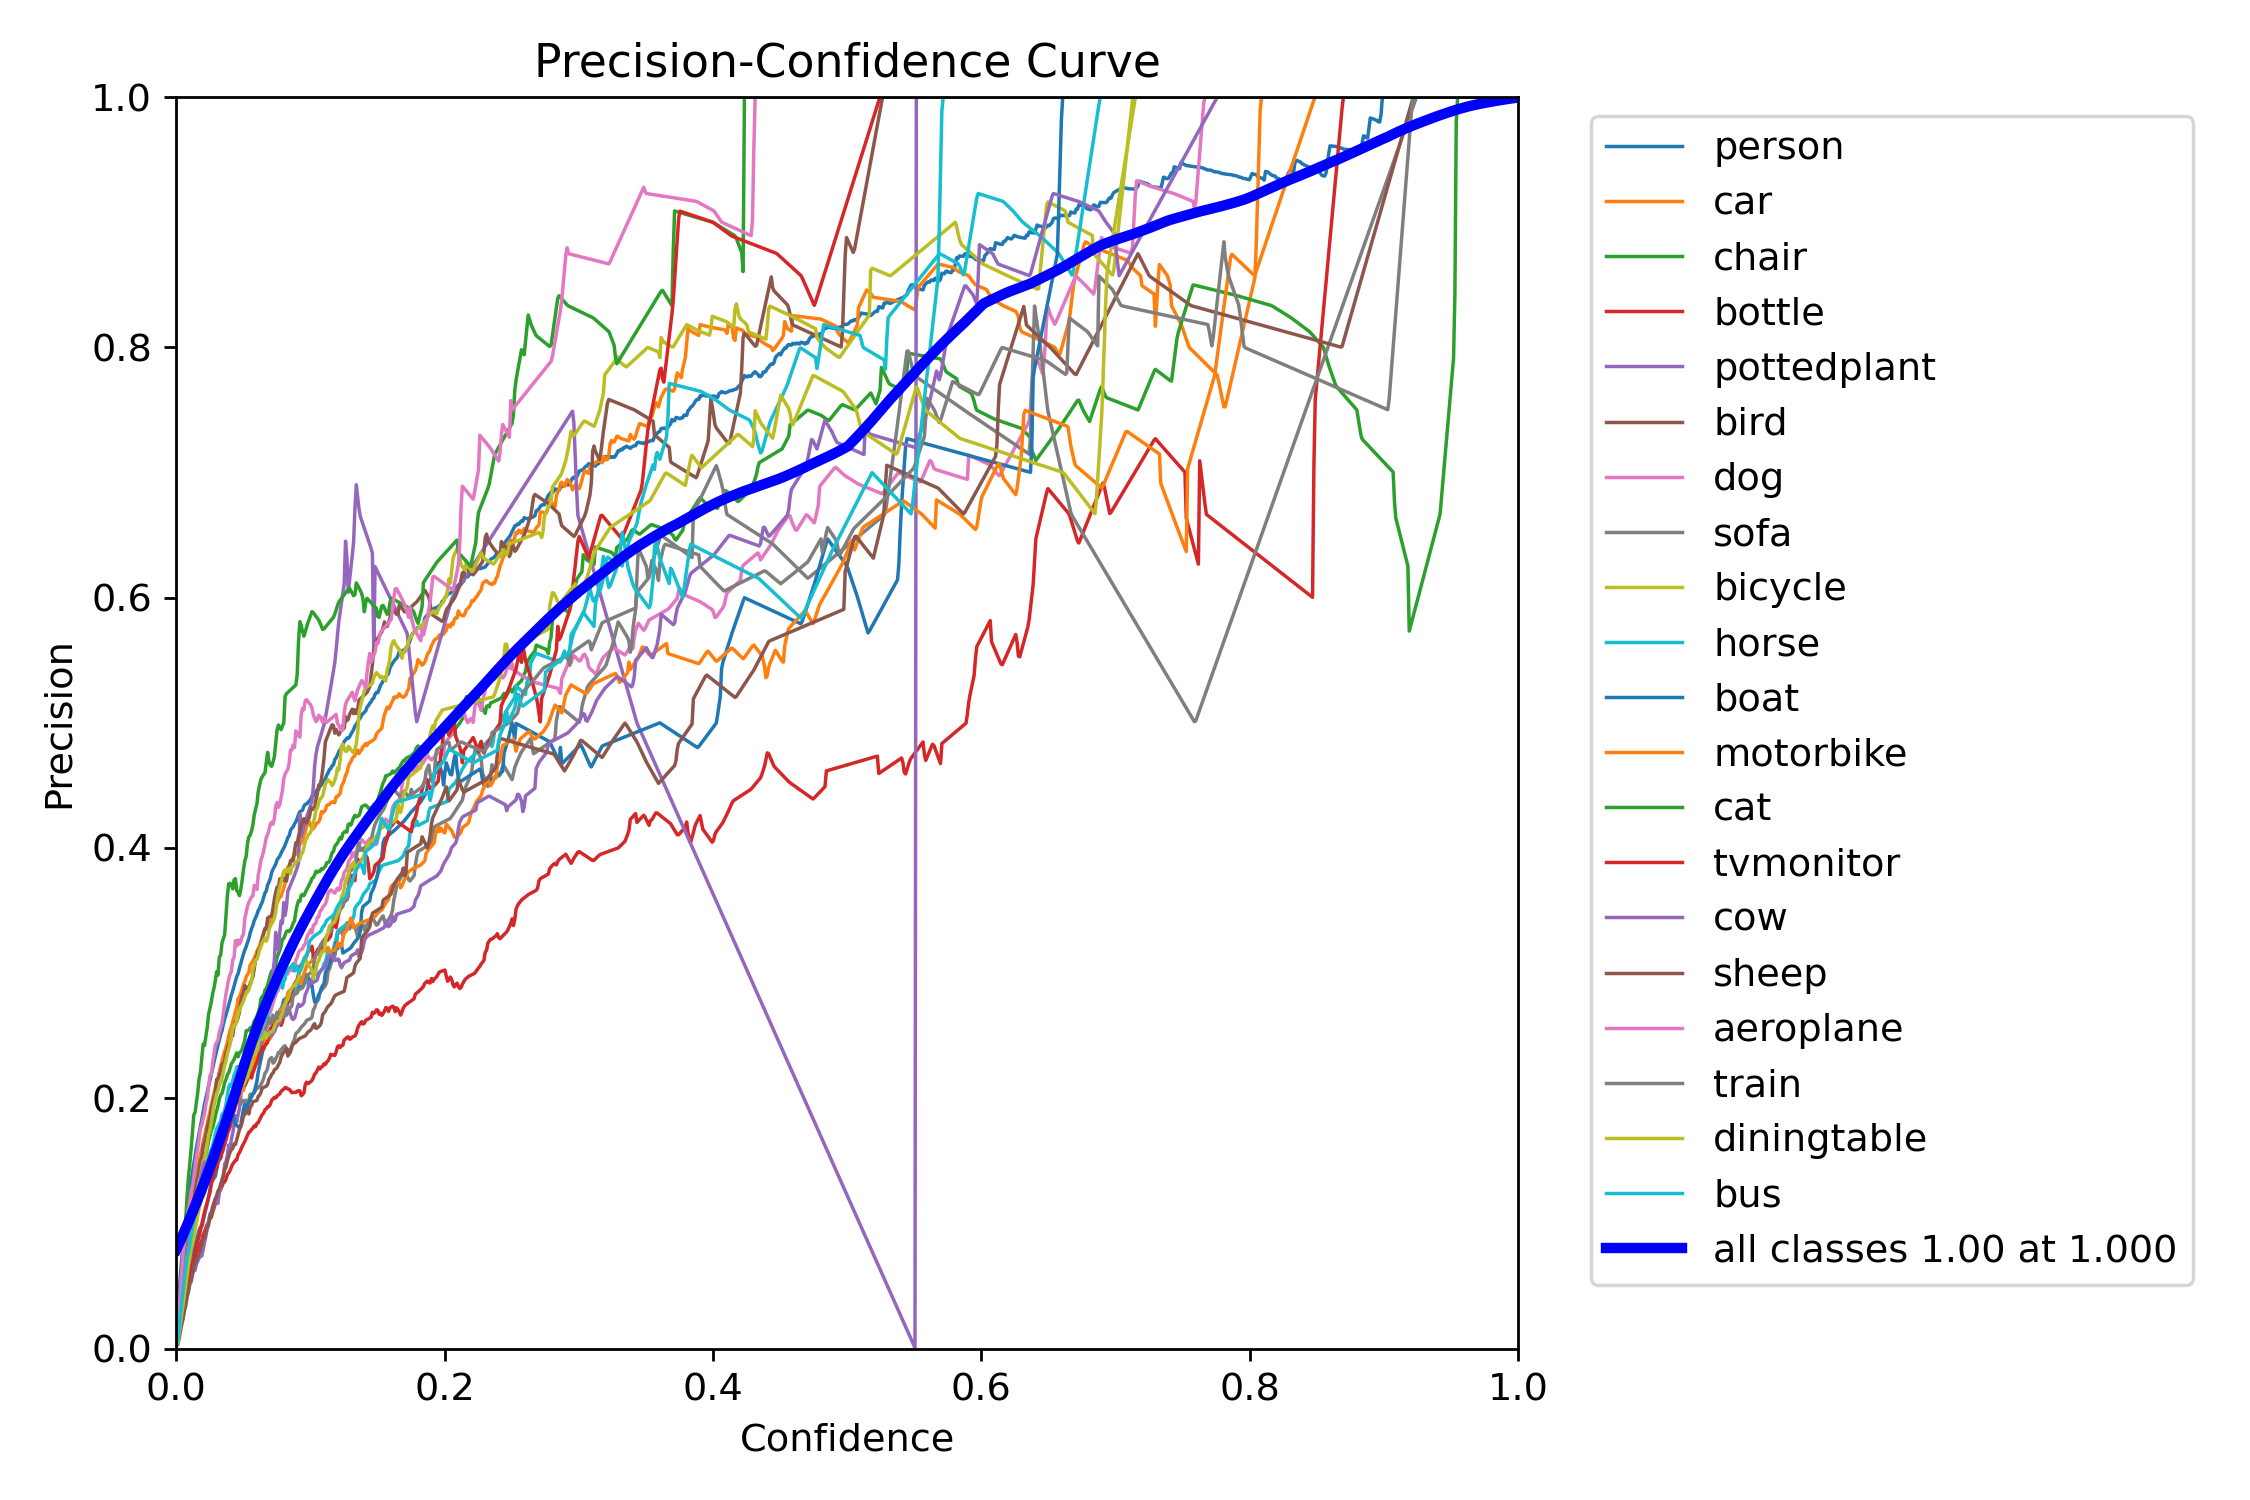 Precision-Confidence Curve
1.0
0.8
0.6
0.4
0.2
0.0
Precision
0.0 0.2 0.4 0.6 0.8 1.0
Confidence
person
car
chair
bottle
pottedplant
bird
dog
sofa
bicycle
horse
boat
motorbike
cat
tvmonitor
cow
sheep
aeroplane
train
diningtable
bus
all classes 1.00 at 1.000